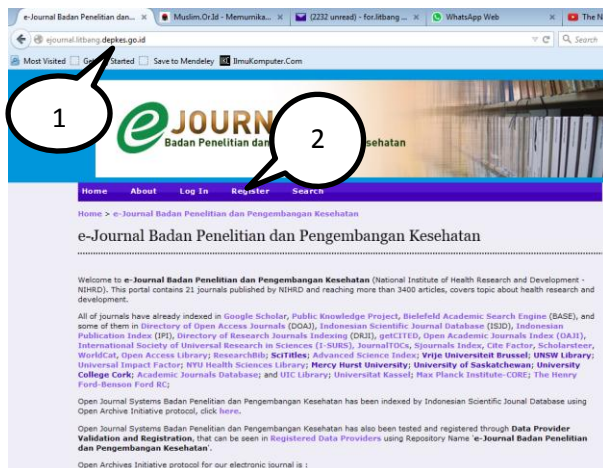 e-Journal Badan Penelitian dan...
Muslim.Or.Id - Memurnika...
(2232 unread) - for.litbang ...
WhatsApp Web
The N
ejournal.litbang.depkes.go.id
Search
Most Visited
Started
Save to Mendeley
IlmuKomputer.Com
1
2
eJOURN
Badan Penelitian dan
sehatan
Home About Log In Register Search
Home > e-Journal Badan Penelitian dan Pengembangan Kesehatan
e-Journal Badan Penelitian dan Pengembangan Kesehatan
Welcome to e-Journal Badan Penelitian dan Pengembangan Kesehatan (National Institute of Health Research and Development -
NIHRD). This portal contains 21 journals published by NIHRD and reaching more than 3400 articles, covers topic about health research and
development.
All of journals have already indexed in Google Scholar, Public Knowledge Project, Bielefeld Academic Search Engine (BASE), and
some of them in Directory of Open Access Journals (DOAJ), Indonesian Scientific Journal Database (ISJD), Indonesian
Publication Index (IPI), Directory of Research Journals Indexing (DRJI), getCITED, Open Academic Journals Index (OAJI),
International Society of Universal Research in Sciences (I-SURS), JournalTOCs, Sjournals Index, Cite Factor, Scholarsteer,
WorldCat, Open Access Library; ResearchBib; SciTitles; Advanced Science Index; Vrije Universiteit Brussel; UNSW Library;
Universal Impact Factor; NYU Health Sciences Library; Mercy Hurst University; University of Saskatchewan; University
College Cork; Academic Journals Database; and UIC Library; Universitat Kassel; Max Planck Institute-CORE; The Henry
Ford-Benson Ford RC;
Open Journal Systems Badan Penelitian dan Pengembangan Kesehatan has been indexed by Indonesian Scientific Jounal Database using
Open Archive Initiative protocol, click here.
Open Journal Systems Badan Penelitian dan Pengembangan Kesehatan has also been tested and registered through Data Provider
Validation and Registration, that can be seen in Registered Data Providers using Repository Name 'e-Journal Badan Penelitian
dan Pengembangan Kesehatan'.
Open Archives Initiative protocol for our electronic journal is :